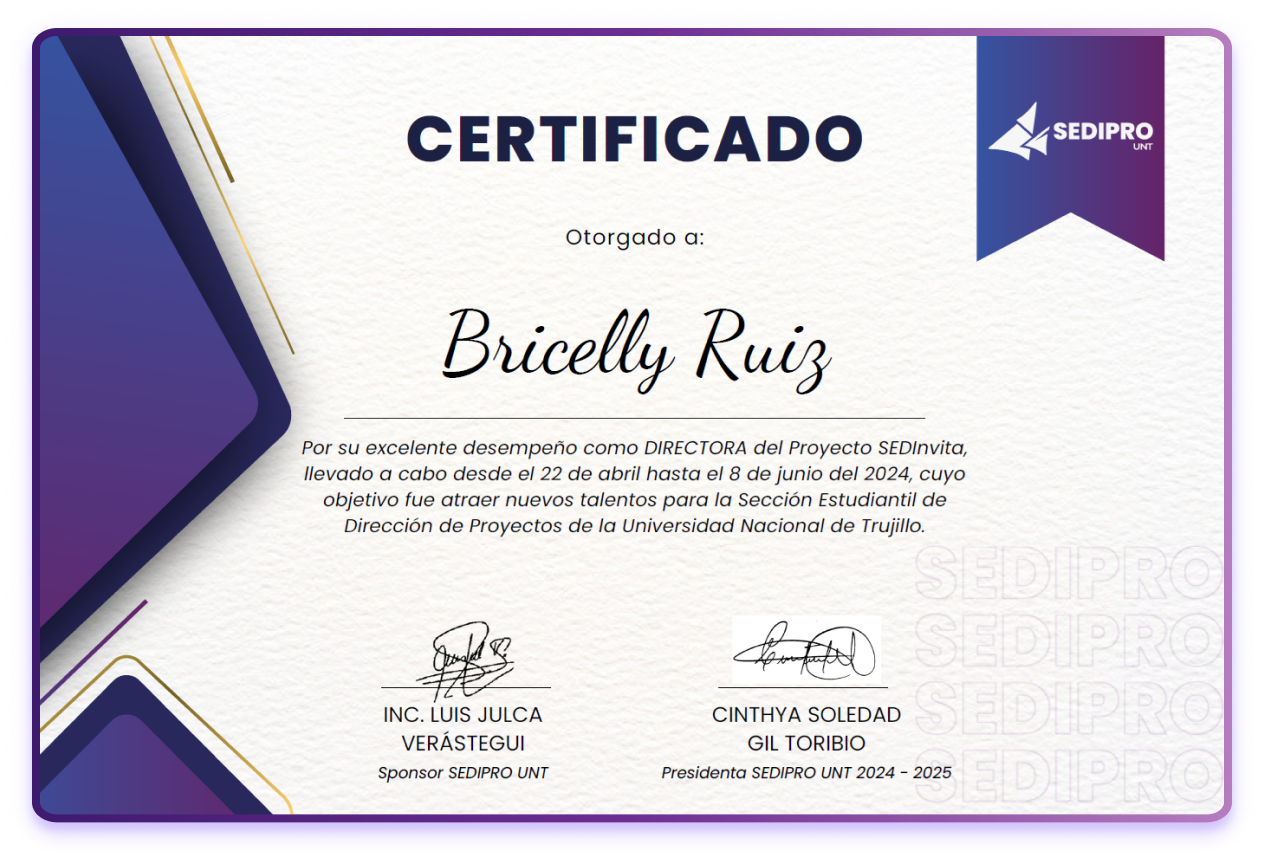 CERTIFICADO
SEDIPRO
UNT
Otorgado a:
Bricelly Ruiz
Por su excelente desempeño como DIRECTORA del Proyecto SEDInvita,
llevado a cabo desde el 22 de abril hasta el 8 de junio del 2024, cuyo
objetivo fue atraer nuevos talentos para la Sección Estudiantil de
Dirección de Proyectos de la Universidad Nacional de Trujillo.
SEDIPRO
SEDIPRO
SEDIPRO
SEDIPRO
INC. LUIS JULCA
VERÁSTEGUI
Sponsor SEDIPRO UNT
CINTHYA SOLEDAD
GIL TORIBIO
Presidenta SEDIPRO UNT 2024 - 2025